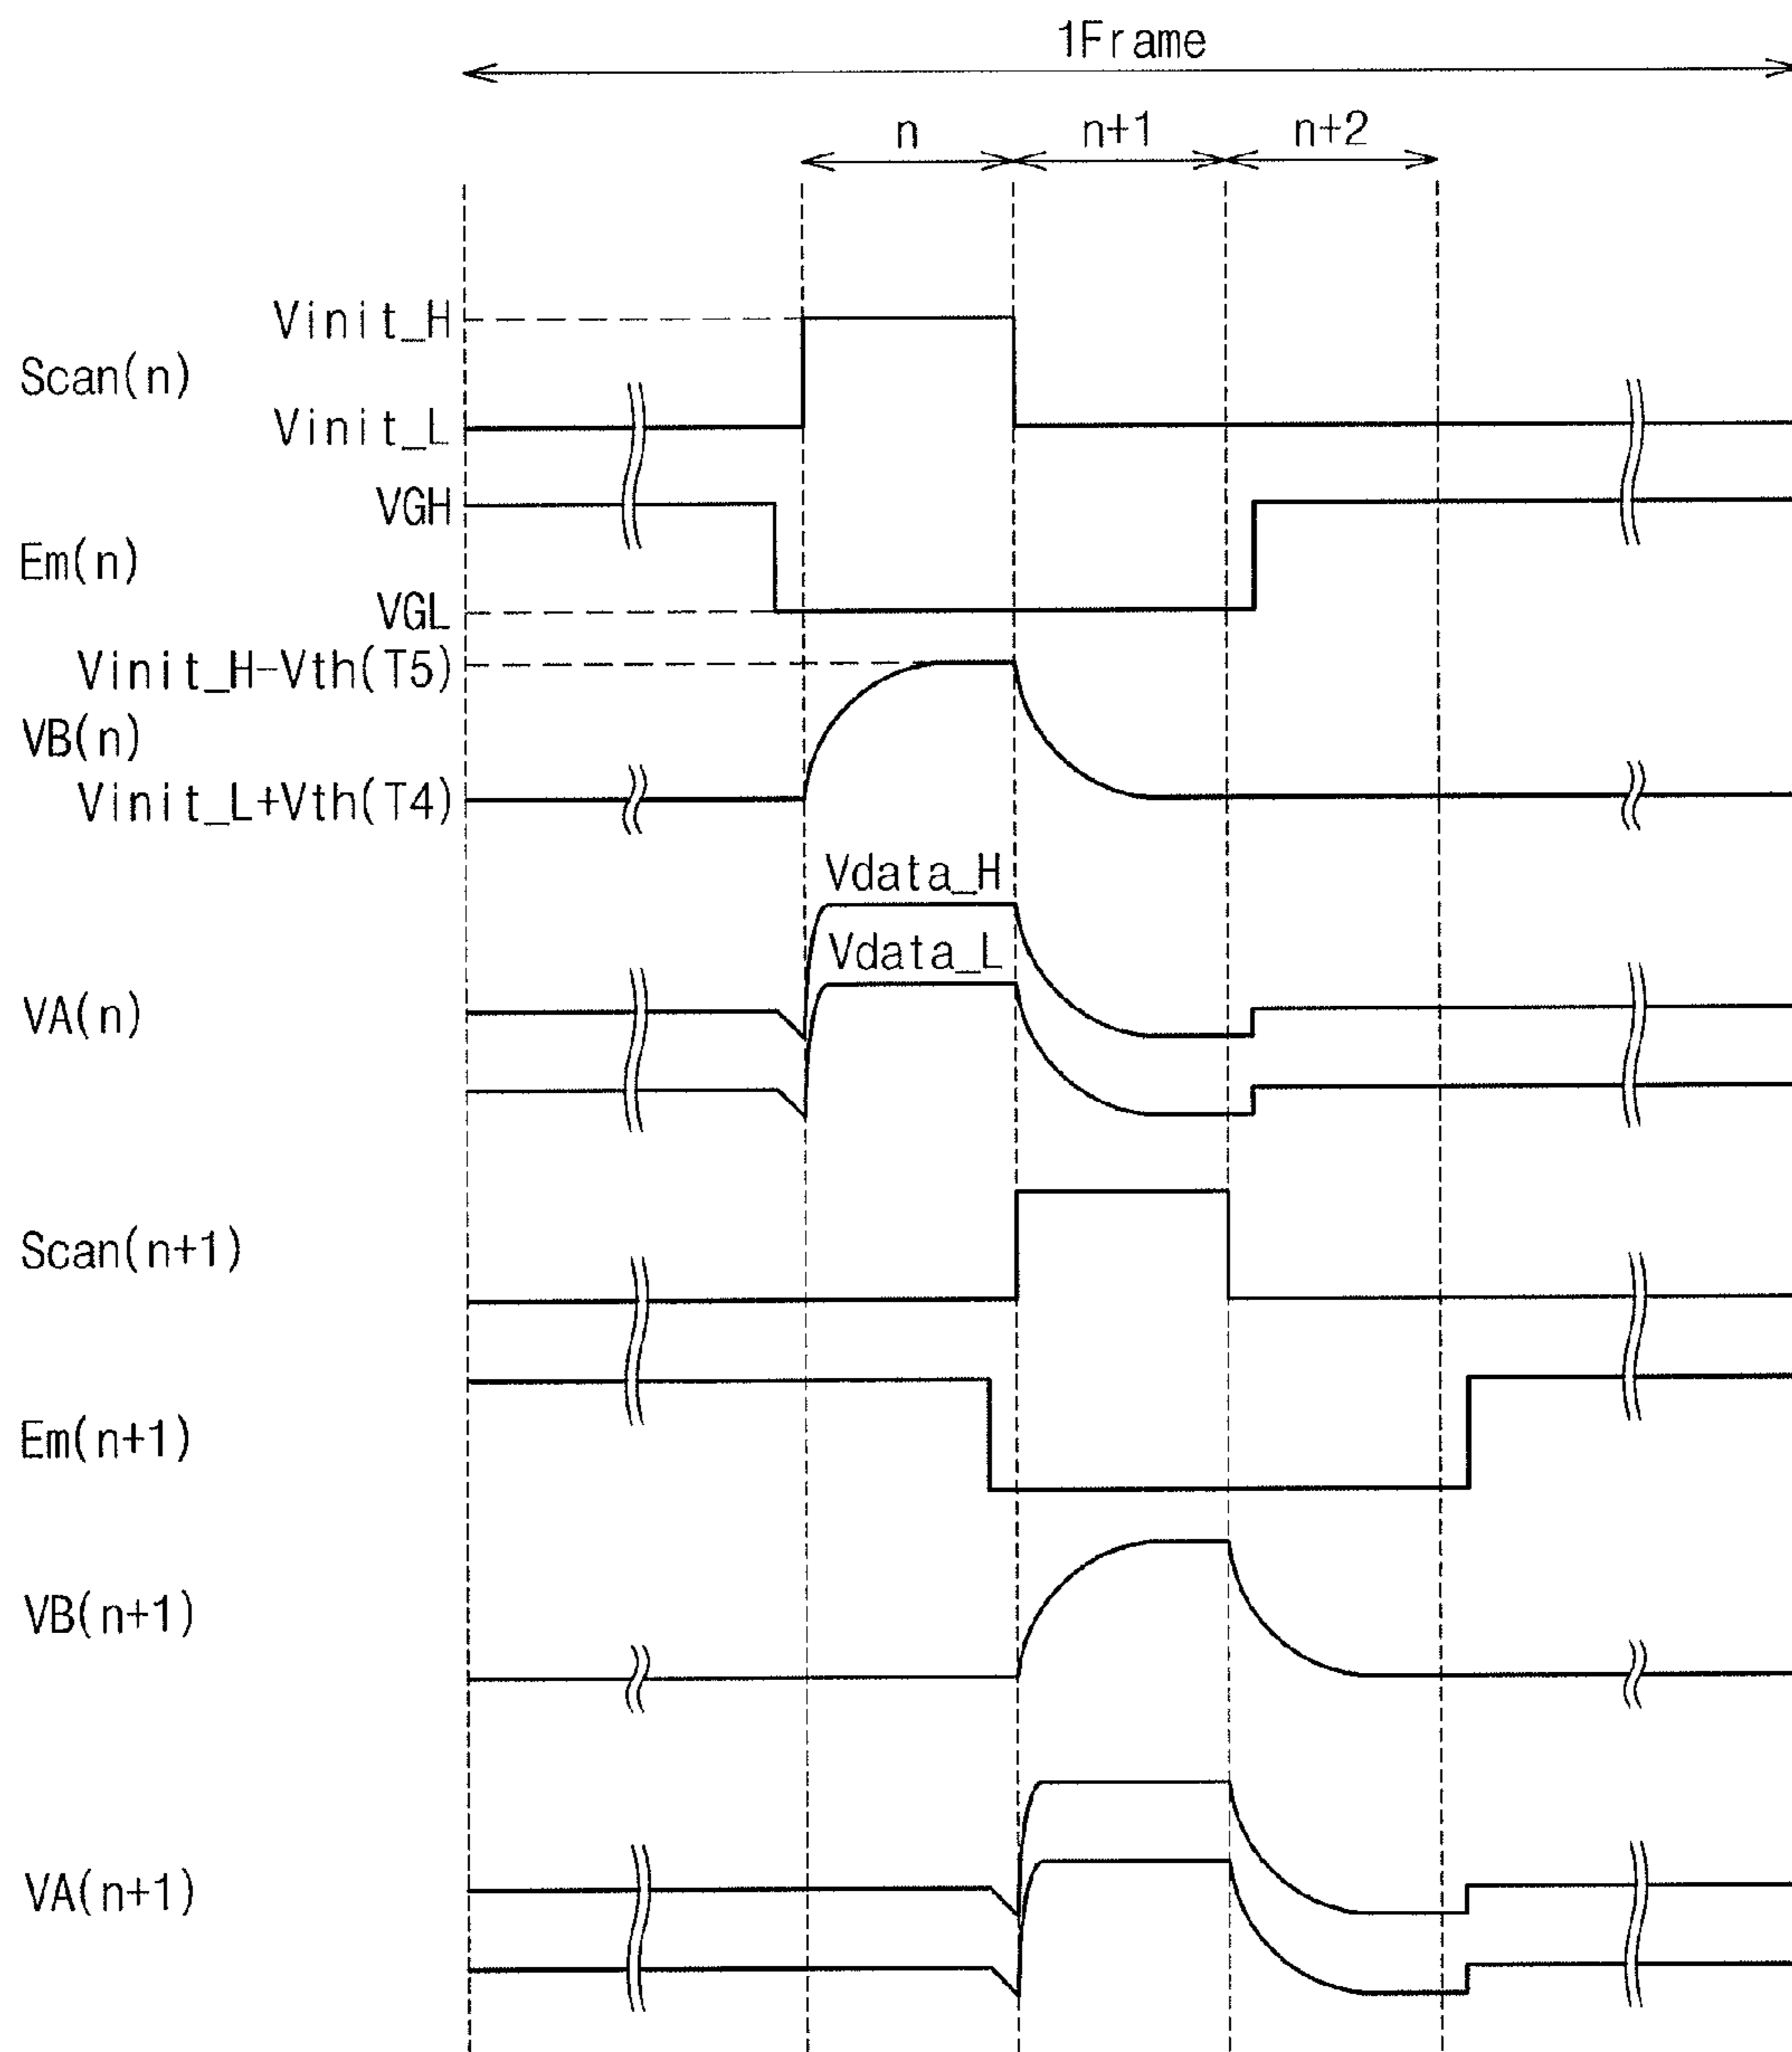 1Frame
n
n+1
n+2
Vinit_H
Scan(n)
Vinit_L
VGH
Em(n)
VGL
Vinit_H-Vth(T5)
VB(n)
Vinit_L+Vth(T4)
Vdata_H
Vdata_L
VA(n)
Scan(n+1)
Em(n+1)
VB(n+1)
VA(n+1)